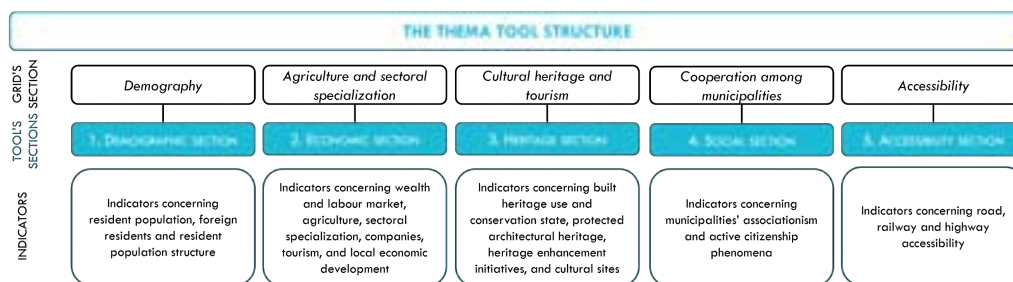 THE THEMA TOOL STRUCTURE
GRID'S
SECTION
Demography
Agriculture and sectoral
specialization
Cultural heritage and
tourism
Cooperation among
municipalities
Accessibility
TOOL'S
SECTIONS
1. DEMOGRAPHIC SECTION
2. ECONOMIC SECTION
3. HERITAGE SECTION
4. SOCIAL SECTION
5. ACCESSIBILITY SECTION
INDICATORS
Indicators concerning
resident population, foreign
residents and resident
population structure
Indicators concerning wealth
and labour market,
agriculture, sectoral
specialization, companies,
tourism, and local economic
development
Indicators concerning built
heritage use and
conservation state, protected
architectural heritage,
heritage enhancement
initiatives, and cultural sites
Indicators concerning
municipalities' associationism
and active citizenship
phenomena
Indicators concerning road,
railway and highway
accessibility